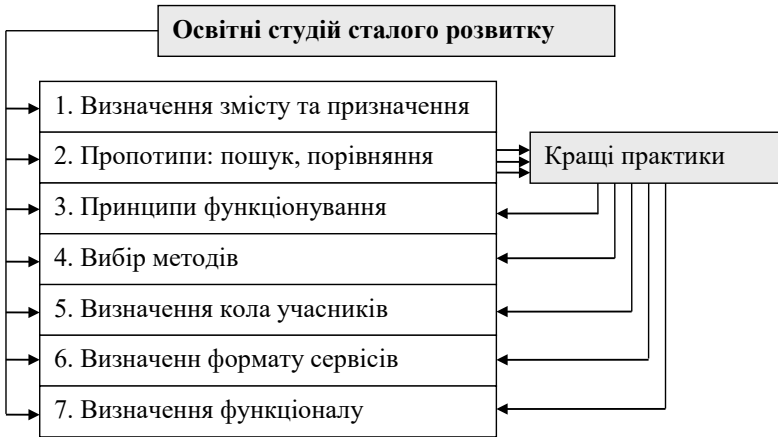 Освітні студій сталого розвитку
1. Визначення змісту та призначення
2. Пропотипи: пошук, порівняння
Кращі практики
3. Принципи функціонування
4. Вибір методів
5. Визначення кола учасників
6. Визначенн формату сервісів
7. Визначення функціоналу